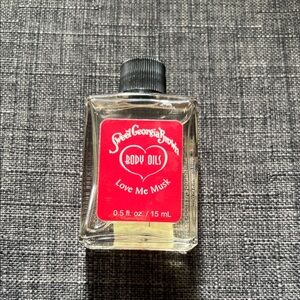 Sweet Georgia Brown
BODY OILS
Love Me Musk
0.5 fl. oz. / 15 mL